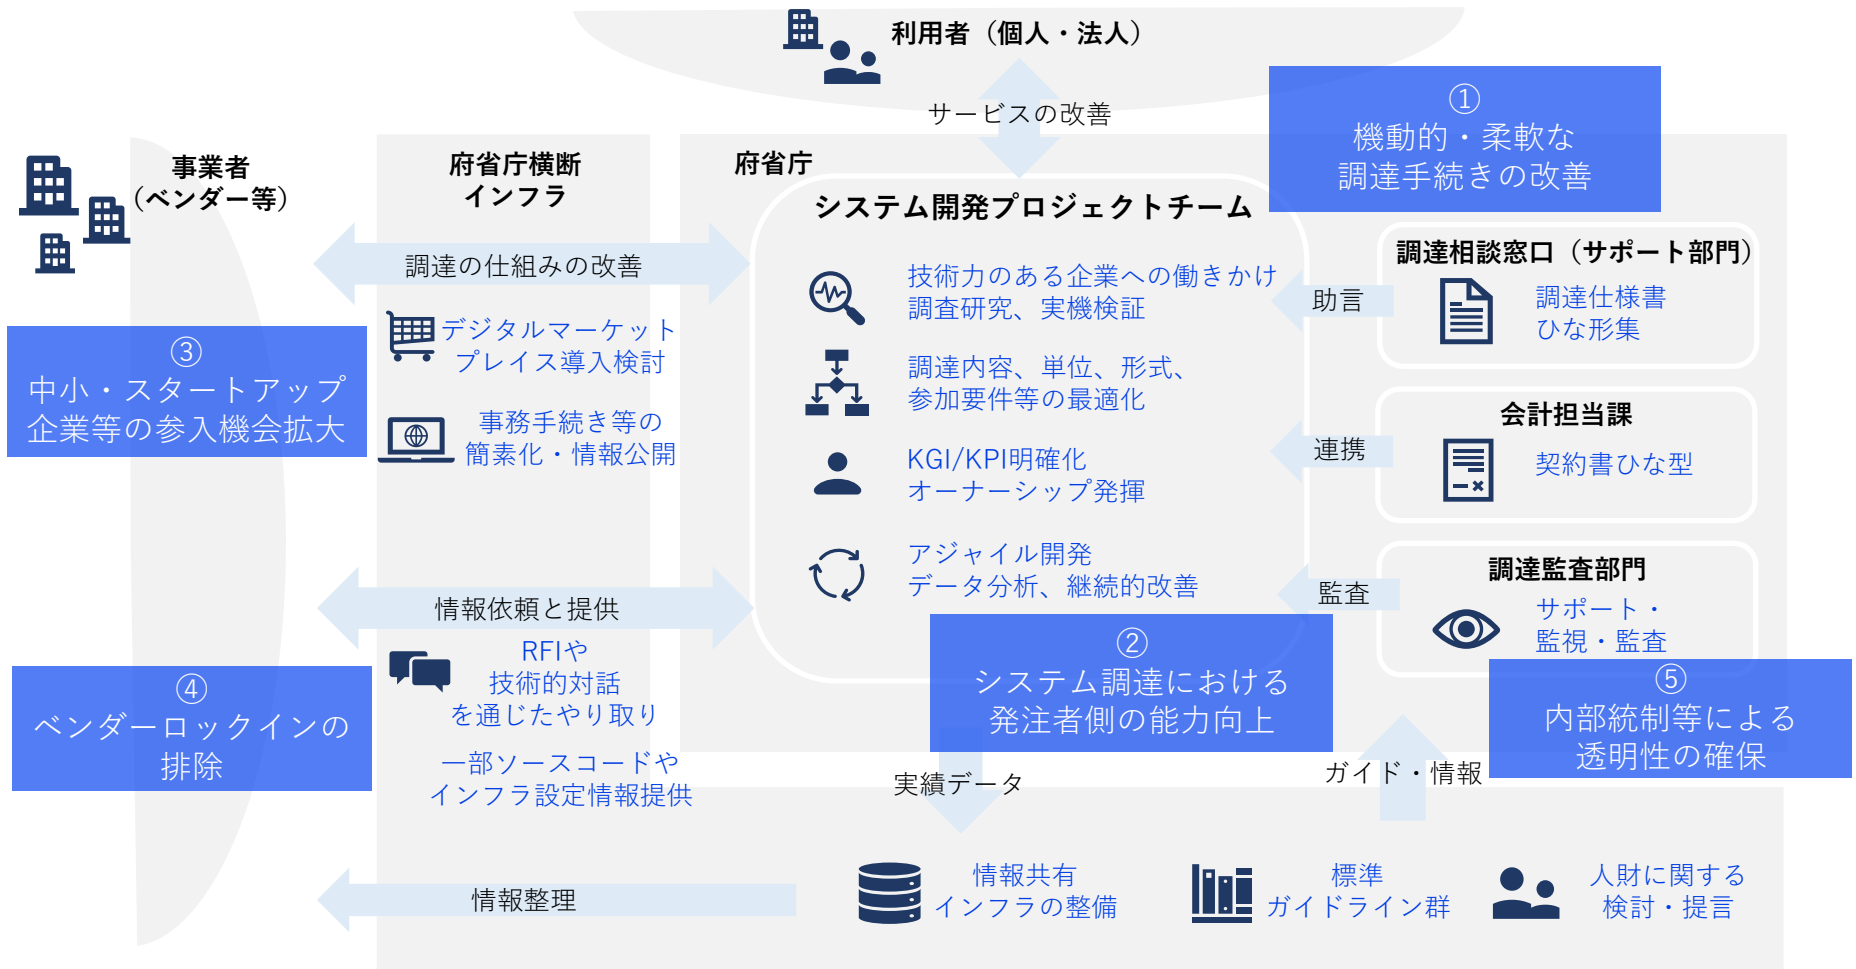 利用者（個人・法人）
サービスの改善
①
機動的・柔軟な
調達手続きの改善
事業者
（ベンダー等）
府省庁横断
インフラ
府省庁
システム開発プロジェクトチーム
調達の仕組みの改善
デジタルマーケット
プレイス導入検討
事務手続き等の
簡素化・情報公開
③
中小・スタートアップ
企業等の参入機会拡大
技術力のある企業への働きかけ
調査研究、実機検証
調達内容、単位、形式、
参加要件等の最適化
KGI/KPI明確化
オーナーシップ発揮
アジャイル開発
データ分析、継続的改善
助言
調達相談窓口（サポート部門）
調達仕様書
ひな形集
連携
会計担当課
契約書ひな型
監査
調達監査部門
サポート・
監視・監査
情報依頼と提供
RFIや
技術的対話
を通じたやり取り
一部ソースコードや
インフラ設定情報提供
④
ベンダーロックインの
排除
②
システム調達における
発注者側の能力向上
⑤
内部統制等による
透明性の確保
実績データ
ガイド・情報
情報整理
情報共有
インフラの整備
標準
ガイドライン群
人財に関する
検討・提言